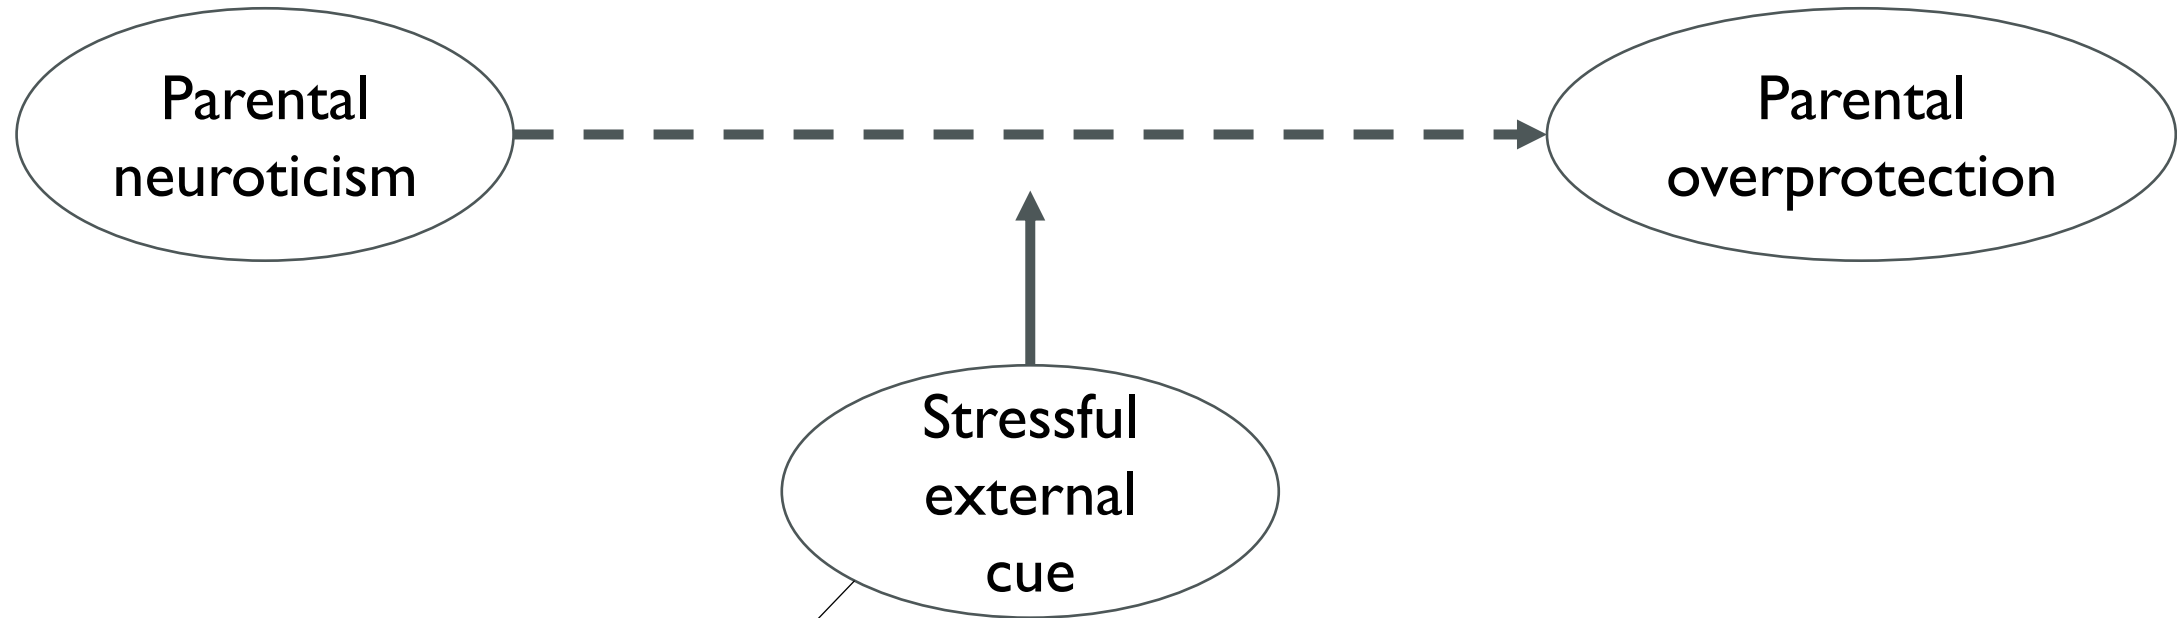 Parental
neuroticism
Parental
overprotection
Stressful
external
cue